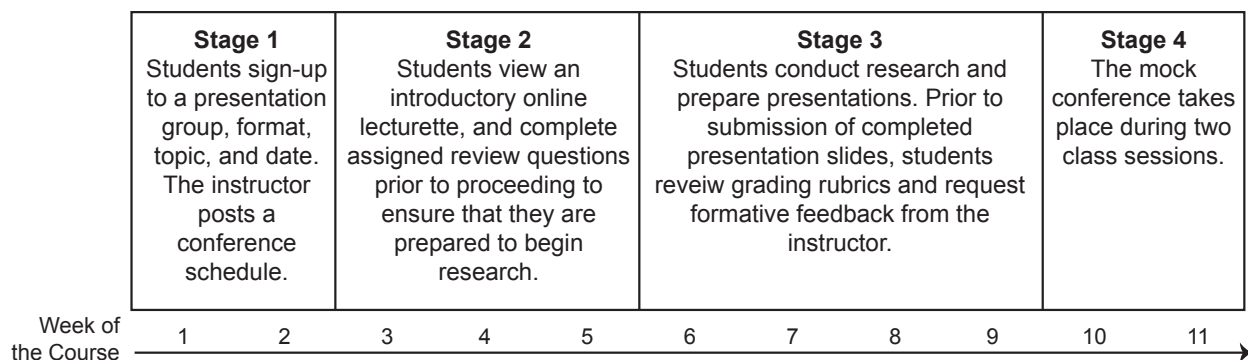 Stage 1
Students sign-up
to a presentation
group, format,
topic, and date.
The instructor
posts a
conference
schedule.
Stage 2
Students view an
introductory online
lecturette, and complete
assigned review questions
prior to proceeding to
ensure that they are
prepared to begin
research.
Stage 3
Students conduct research and
prepare presentations. Prior to
submission of completed
presentation slides, students
reveiw grading rubrics and request
formative feedback from the
instructor.
Stage 4
The mock
conference takes
place during two
class sessions.
Week of
the Course
1 2 3 4 5 6 7 8 9 10 11